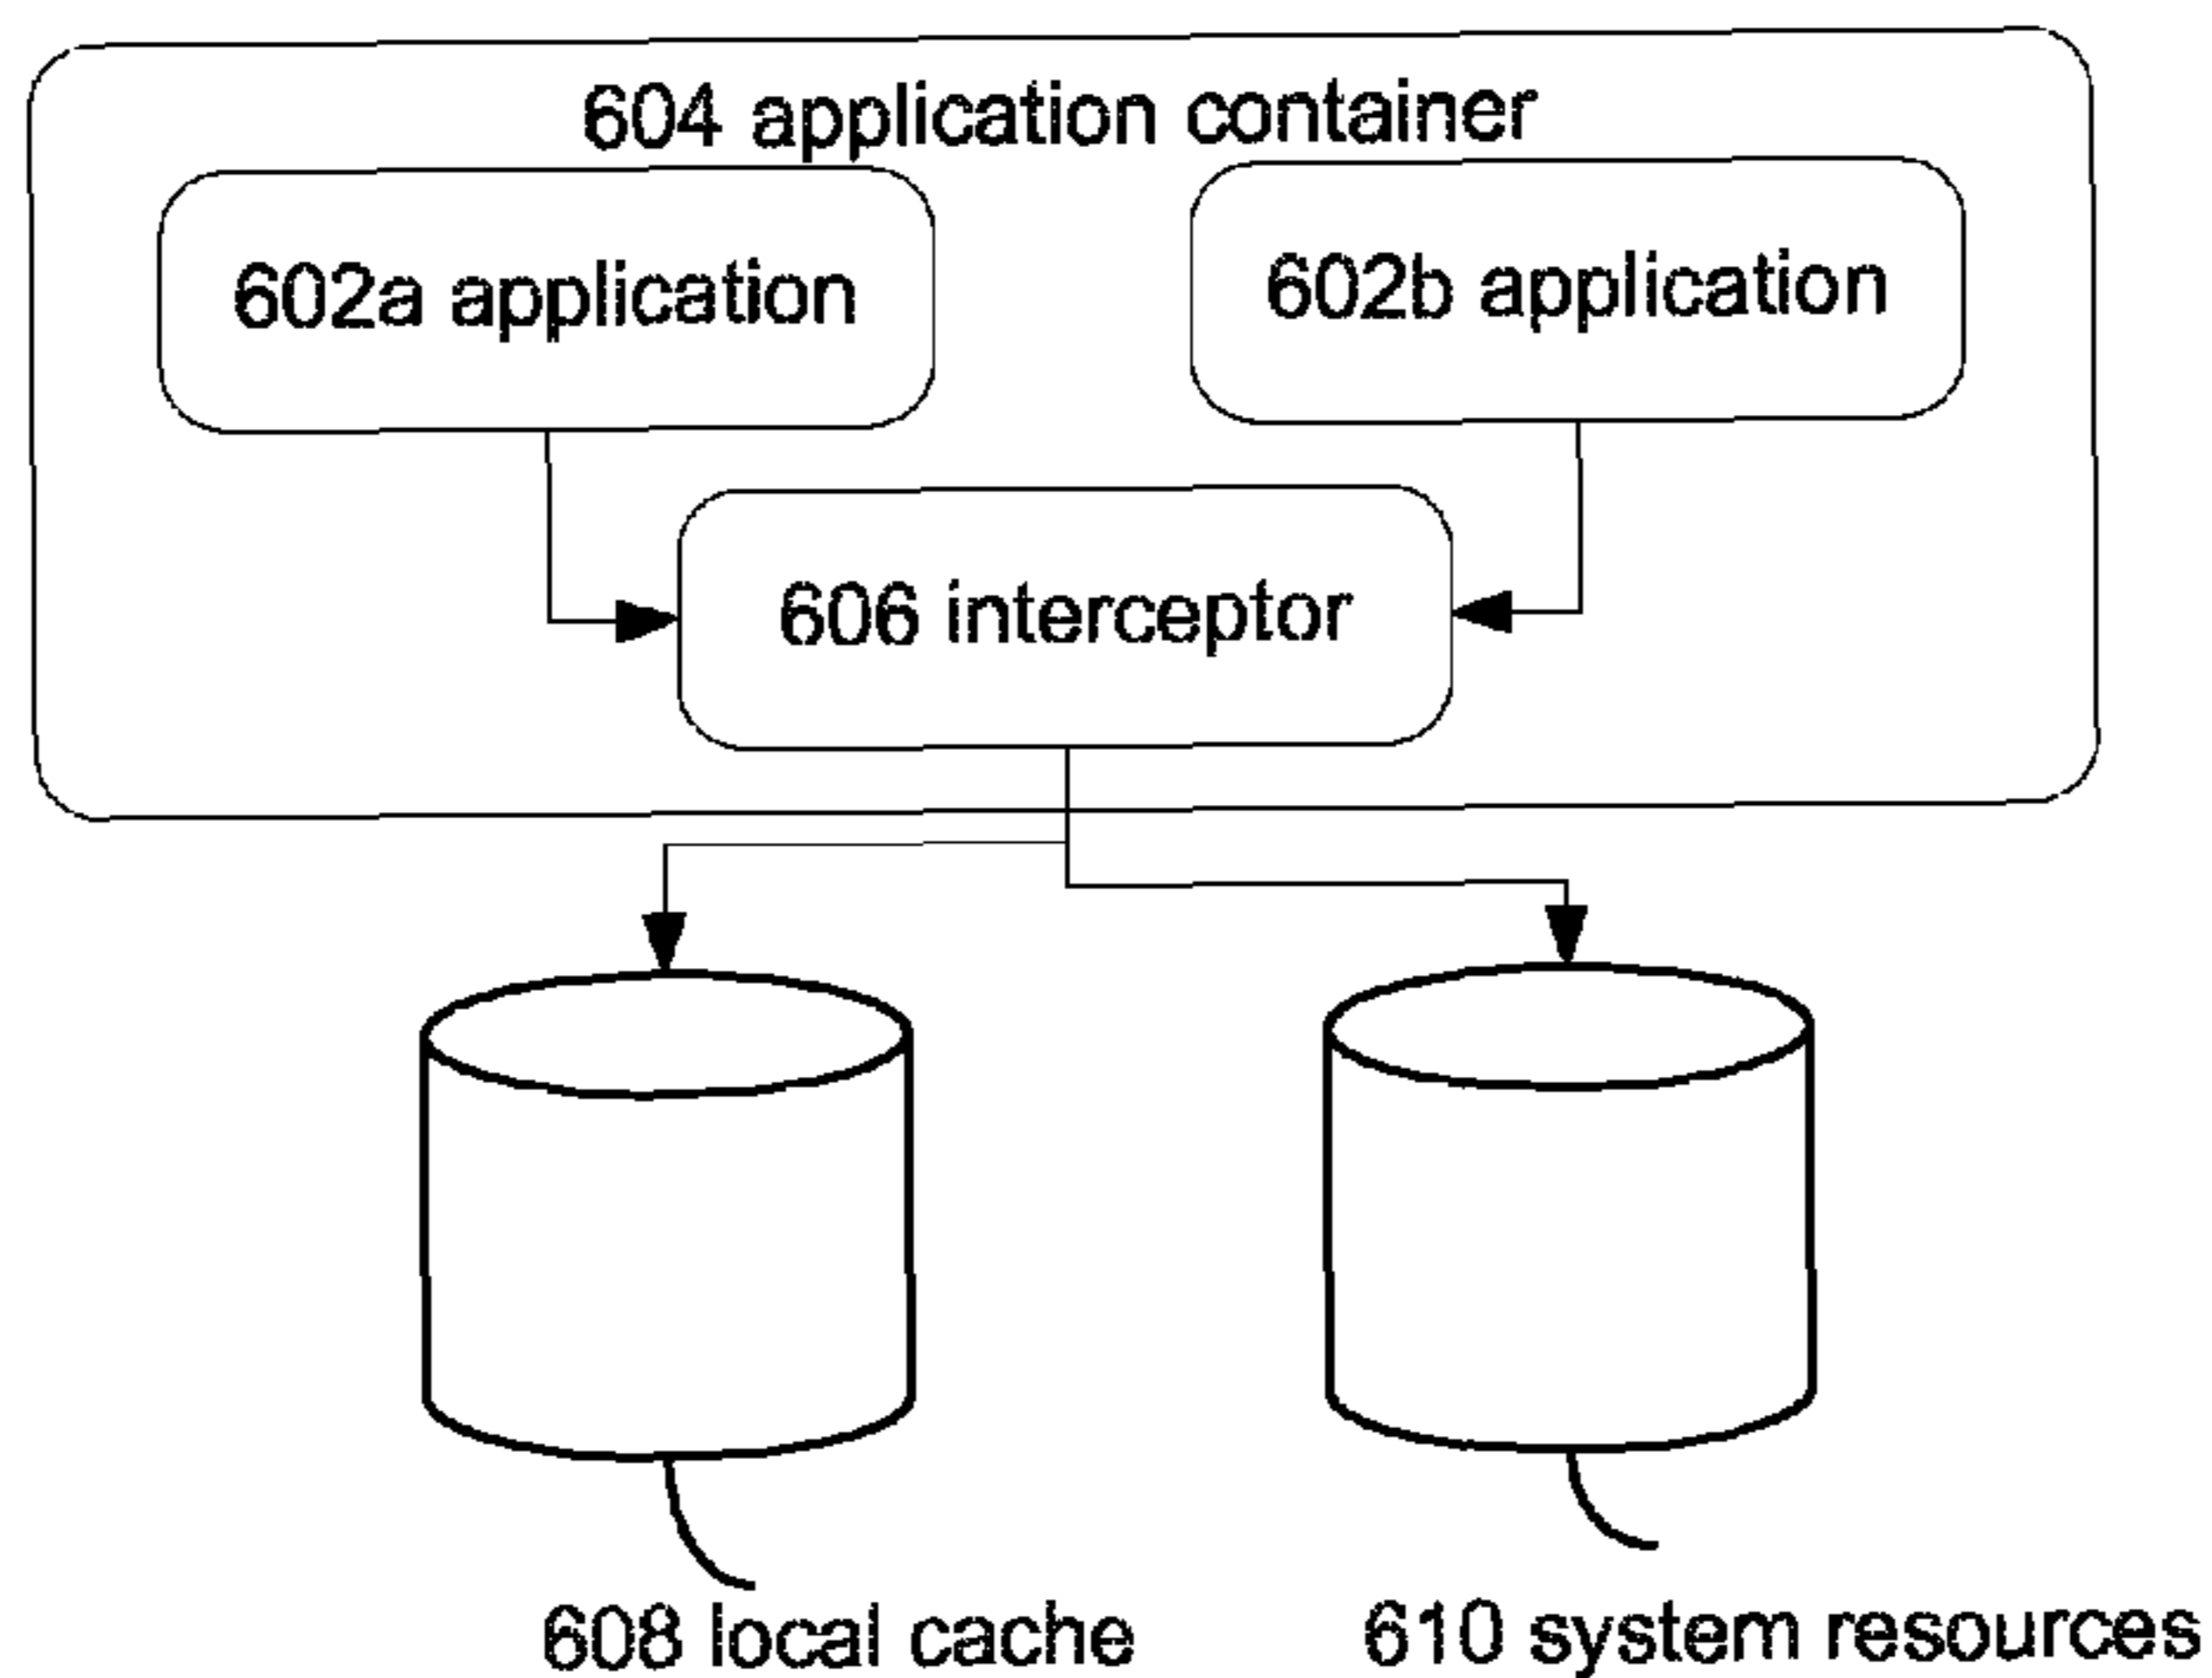 604 application container
602a application
602b application
606 interceptor
608 local cache
610 system resources